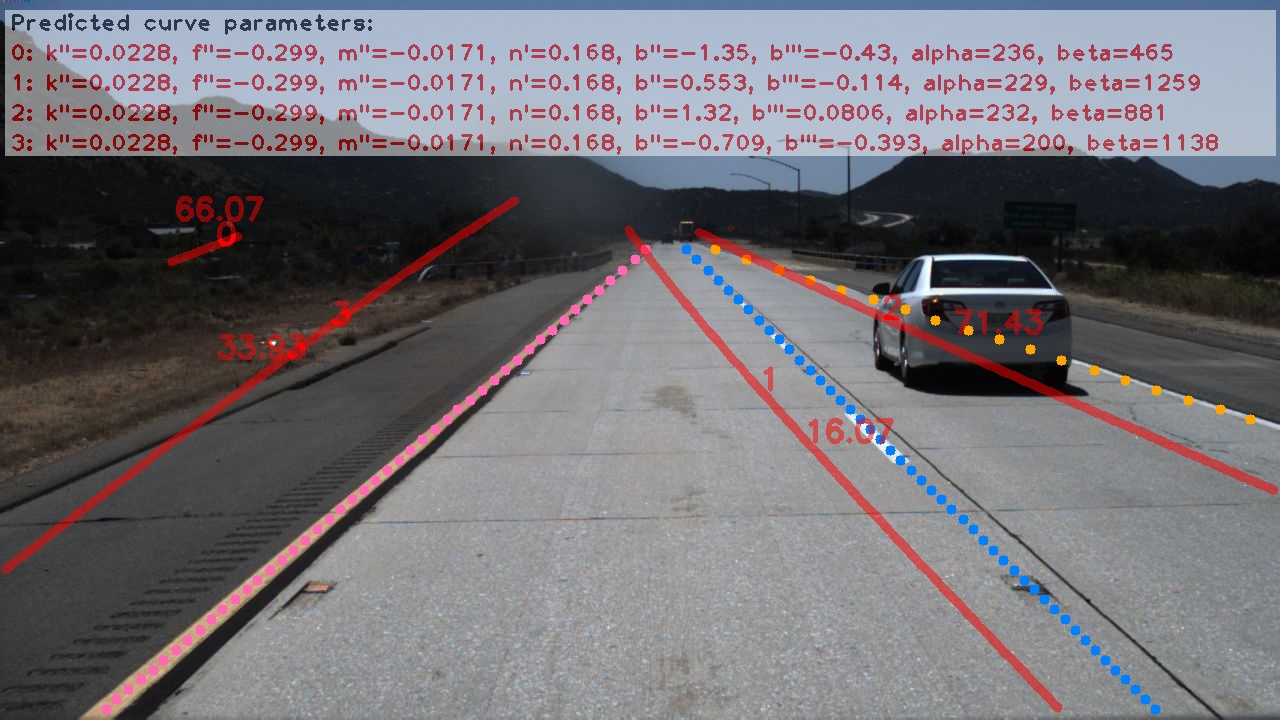 Predicted curve parameters:
0: k''=0.0228, f''=-0.299, m''=-0.0171, n'=0.168, b''=-1.35, b'''=-0.43, alpha=236, beta=465
1: k''=0.0228, f''=-0.299, m''=-0.0171, n'=0.168, b''=0.553, b'''=-0.114, alpha=229, beta=1259
2: k''=0.0228, f''=-0.299, m''=-0.0171, n'=0.168, b''=1.32, b'''=0.0806, alpha=232, beta=881
3: k''=0.0228, f''=-0.299, m''=-0.0171, n'=0.168, b''=-0.709, b'''=-0.393, alpha=200, beta=1138
66.07
0
3
2
71.43
33.93
1
16.07